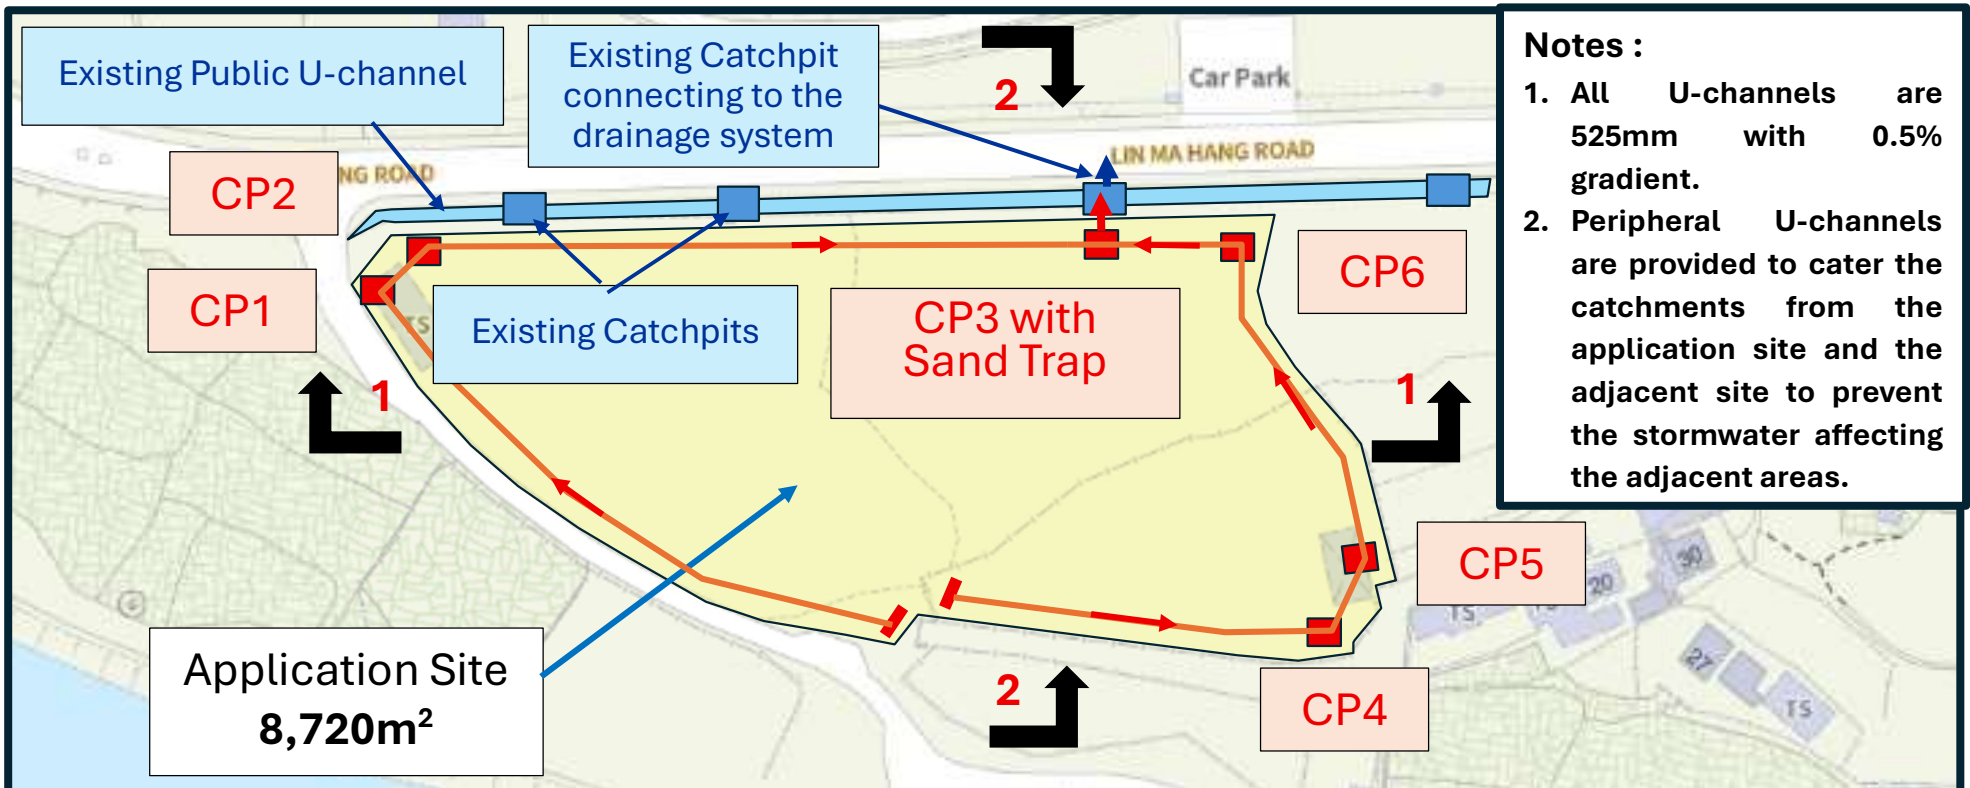 Existing Public U-channel
Existing Catchpit
connecting to the
drainage system
2
Car Park
Notes :
1. All U-channels are
525mm with 0.5%
gradient.
2. Peripheral U-channels
are provided to cater the
catchments from the
application site and the
adjacent site to prevent
the stormwater affecting
the adjacent areas.
LIN MA HANG ROAD
NG ROAD
CP2
CP1
CP6
CP3 with
Sand Trap
Existing Catchpits
TS
1
1
CP5
30
20
TS
27
TS
Application Site
8,720m²
2
CP4